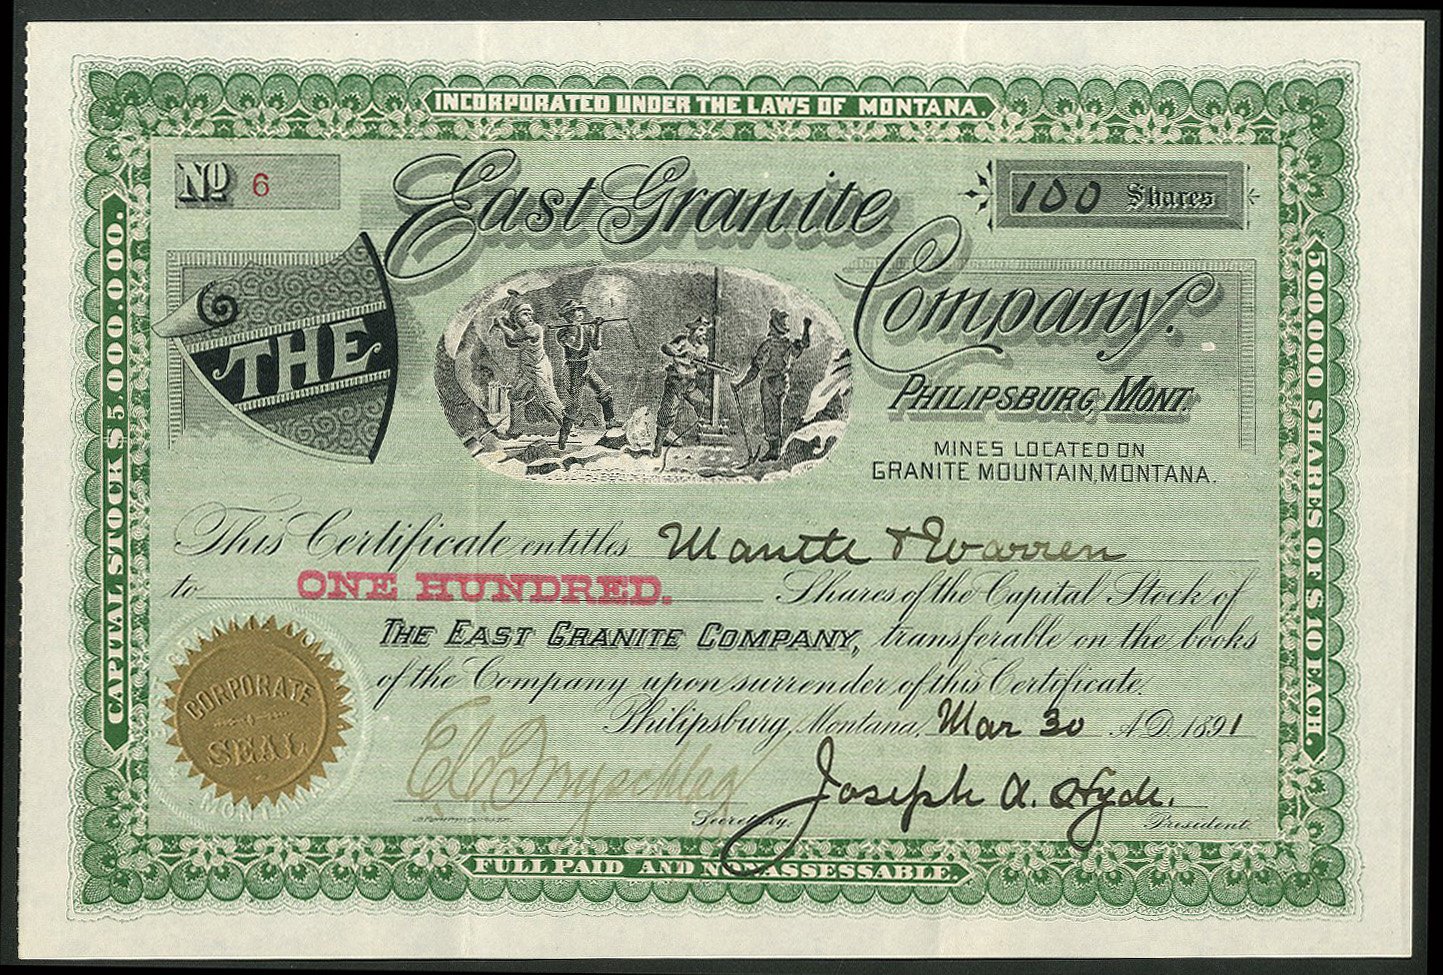 INCORPORATED UNDER THE LAWS OF MONTANA.
No 6
100 Shares
THE
East Granite
Company.
PHILIPSBURG, MONT.
MINES LOCATED ON
GRANITE MOUNTAIN, MONTANA.
CAPITAL STOCK $5.000.000.
500,000 SHARES OF $10 EACH.
This Certificate entitles & Warren
to ONE HUNDRED. Shares of the Capital Stock of
THE EAST GRANITE COMPANY, transferable on the books
of the Company upon surrender of this Certificate.
Philipsburg, Montana, Mar 30 A.D. 1891
CORPORATE
SEAL
MONTANA
Joseph A. Hyde.
Secretary.
President.
FULL PAID AND NON ASSESSABLE.